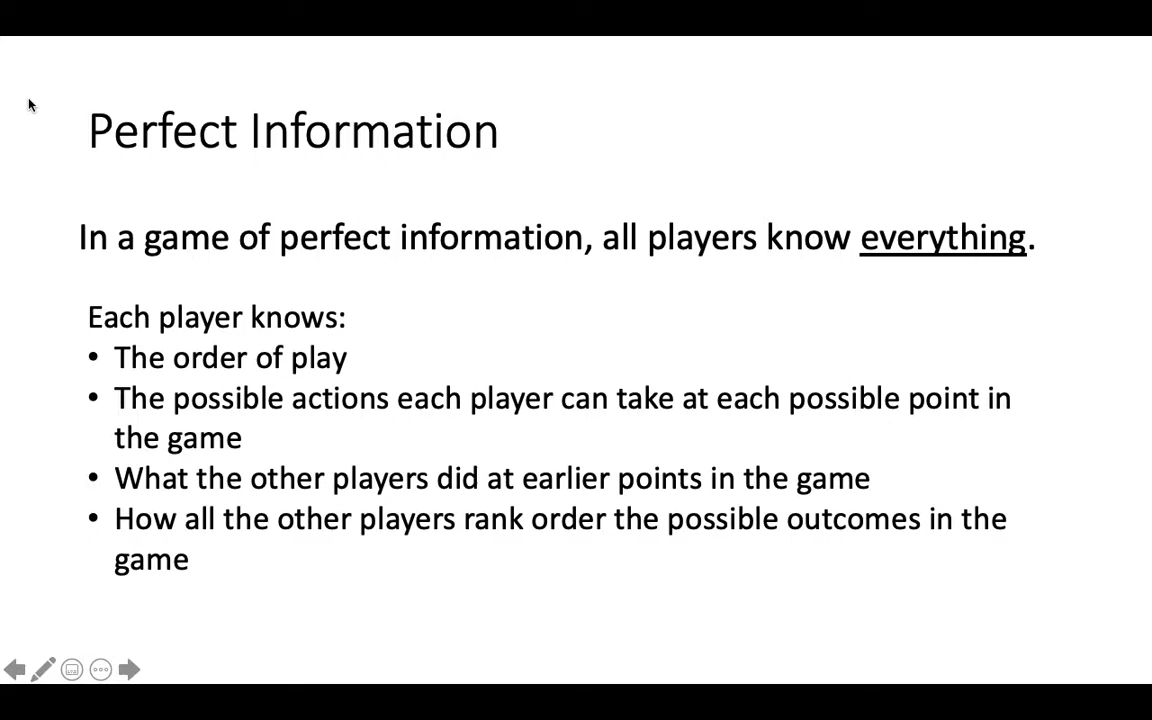 Perfect Information
In a game of perfect information, all players know everything.
Each player knows:
• The order of play
• The possible actions each player can take at each possible point in
the game
• What the other players did at earlier points in the game
• How all the other players rank order the possible outcomes in the
game